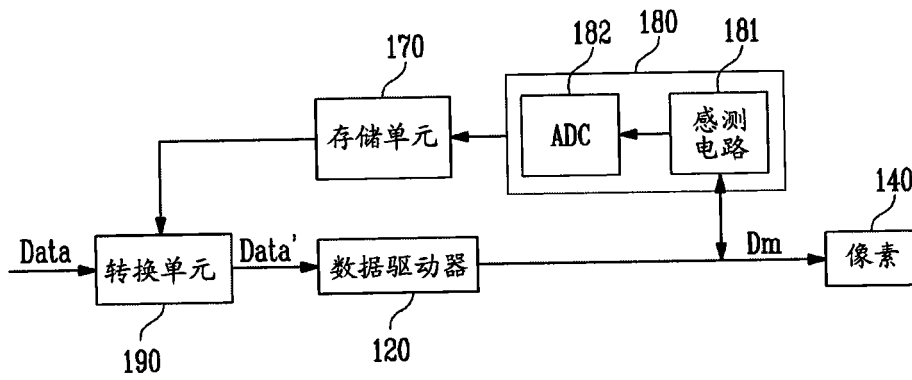 180
182
181
170
ADC
感测
电路
存储单元
140
Data
转换单元
Data'
数据驱动器
Dm
像素
190
120